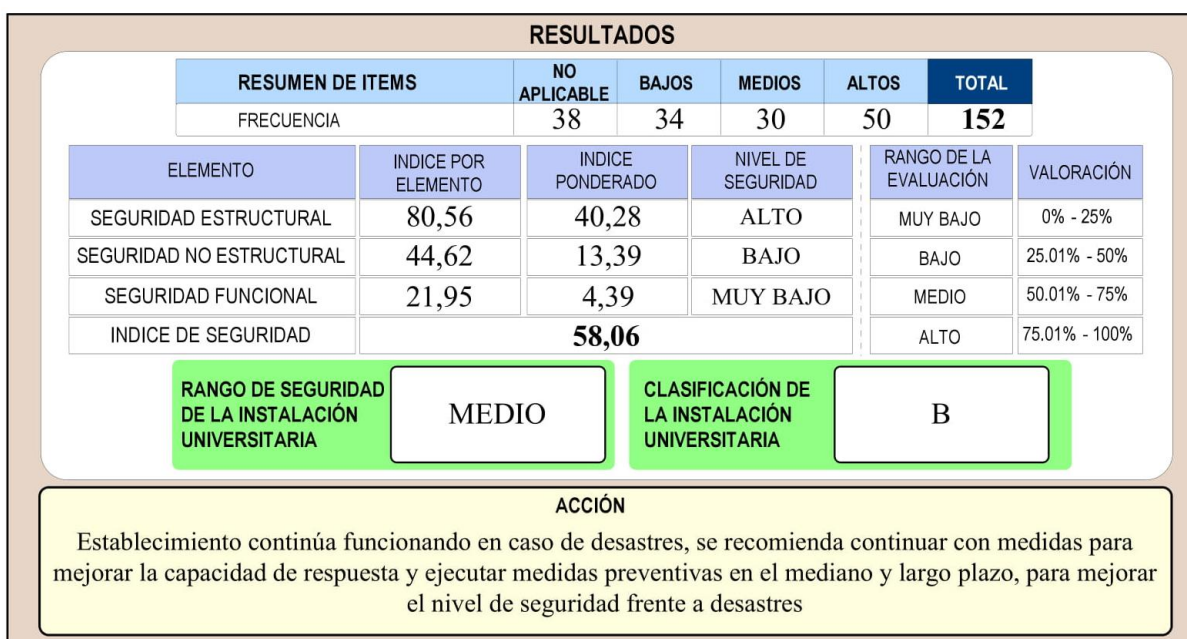 RESULTADOS
RESUMEN DE ITEMS NO APLICABLE BAJOS MEDIOS ALTOS TOTAL
FRECUENCIA 38 34 30 50 152
ELEMENTO INDICE POR ELEMENTO INDICE PONDERADO NIVEL DE SEGURIDAD RANGO DE LA EVALUACIÓN VALORACIÓN
SEGURIDAD ESTRUCTURAL 80,56 40,28 ALTO MUY BAJO 0% - 25%
SEGURIDAD NO ESTRUCTURAL 44,62 13,39 BAJO BAJO 25.01% - 50%
SEGURIDAD FUNCIONAL 21,95 4,39 MUY BAJO MEDIO 50.01% - 75%
INDICE DE SEGURIDAD 58,06 ALTO 75.01% - 100%
RANGO DE SEGURIDAD
DE LA INSTALACIÓN
UNIVERSITARIA
MEDIO
CLASIFICACIÓN DE
LA INSTALACIÓN
UNIVERSITARIA
B
ACCIÓN
Establecimiento continúa funcionando en caso de desastres, se recomienda continuar con medidas para
mejorar la capacidad de respuesta y ejecutar medidas preventivas en el mediano y largo plazo, para mejorar
el nivel de seguridad frente a desastres